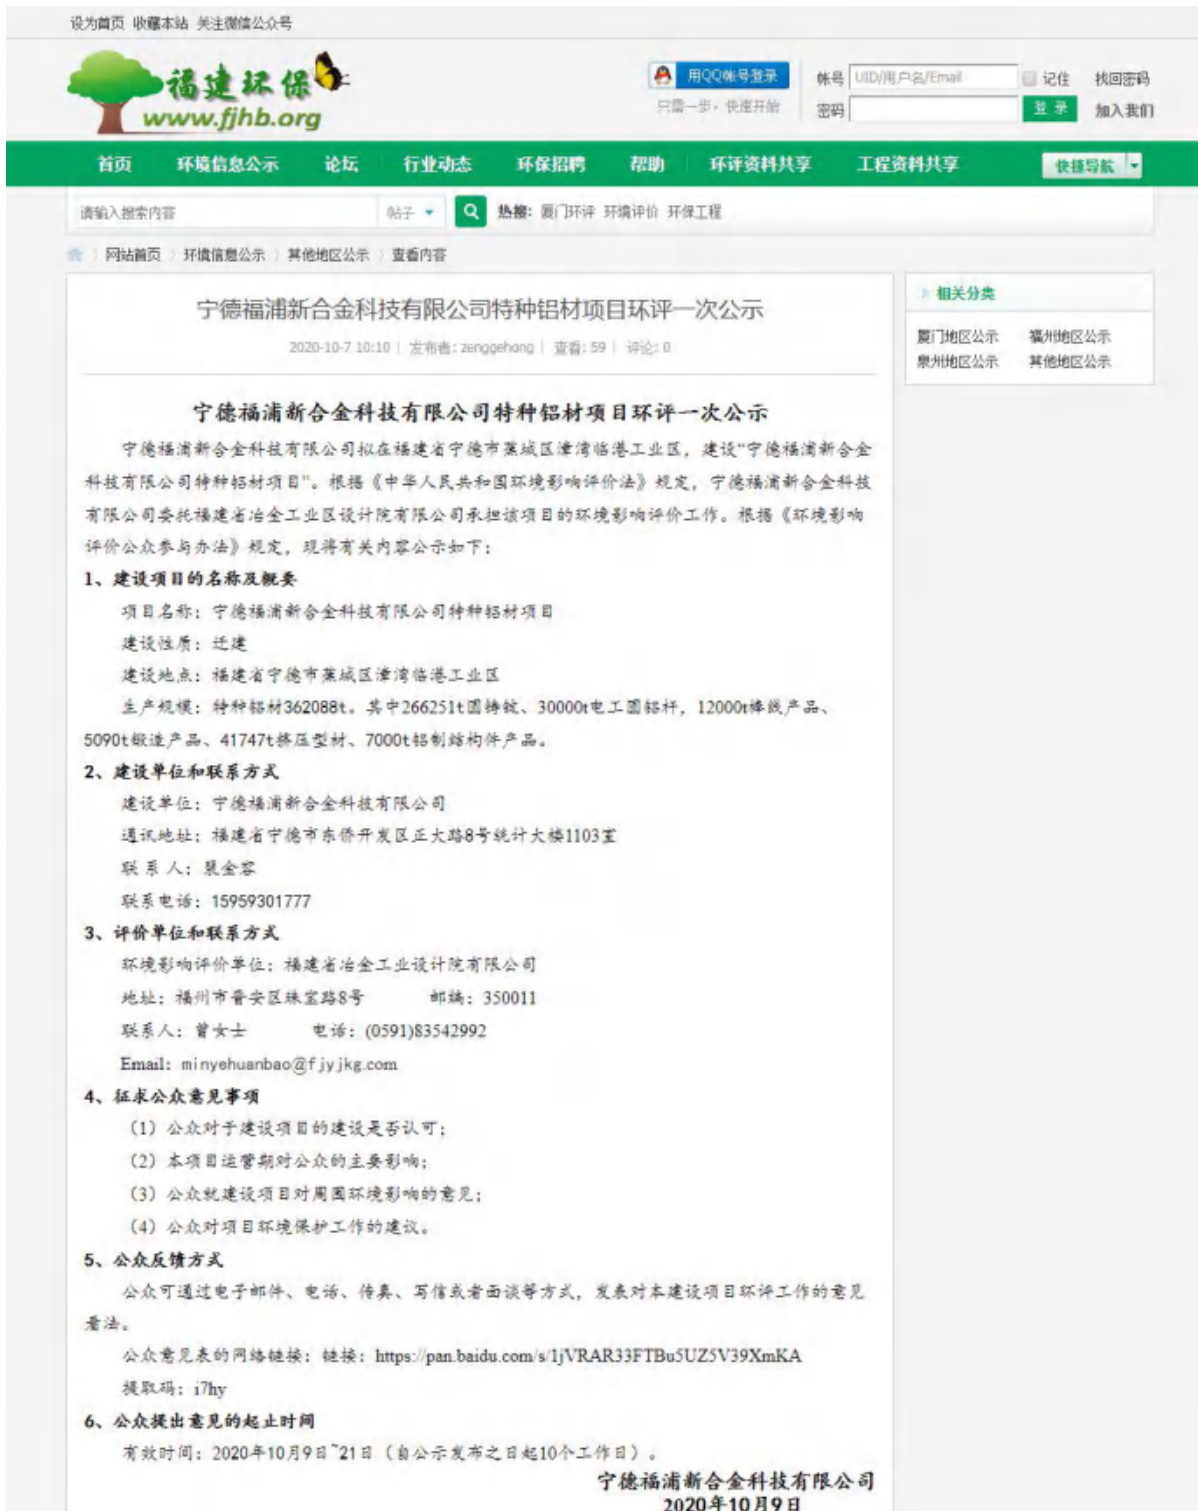 设为首页 收藏本站 关注微信公众号
福建环保
www.fjhb.org
用QQ帐号登录
只需一步，快速开始
帐号 UID/用户名/Email 记住 找回密码
密码 登录 加入我们
首页 环境信息公示 论坛 行业动态 环保招聘 帮助 环评资料共享 工程资料共享 快捷导航
请输入搜索内容 帖子 热搜: 厦门环评 环境评价 环保工程
网站首页 〉 环境信息公示 〉 其他地区公示 〉 查看内容
宁德福浦新合金科技有限公司特种铝材项目环评一次公示
2020-10-7 10:10 | 发布者: zenggehong | 查看: 59 | 评论: 0
相关分类
厦门地区公示 福州地区公示
泉州地区公示 其他地区公示
宁德福浦新合金科技有限公司特种铝材项目环评一次公示
宁德福浦新合金科技有限公司拟在福建省宁德市蕉城区漳湾临港工业区，建设“宁德福浦新合金
科技有限公司特种铝材项目”。根据《中华人民共和国环境影响评价法》规定，宁德福浦新合金科技
有限公司委托福建省冶金工业区设计院有限公司承担该项目的环境影响评价工作。根据《环境影响
评价公众参与办法》规定，现将有关内容公示如下：
1、建设项目的名称及概要
项目名称：宁德福浦新合金科技有限公司特种铝材项目
建设性质：迁建
建设地点：福建省宁德市蕉城区漳湾临港工业区
生产规模：特种铝材362088t。其中266251t圆铸锭、30000t电工圆铝杆，12000t棒线产品、
5090t锻造产品、41747t挤压型材、7000t铝制结构件产品。
2、建设单位和联系方式
建设单位：宁德福浦新合金科技有限公司
通讯地址：福建省宁德市东侨开发区正大路8号统计大楼1103室
联 系 人：裴金容
联系电话：15959301777
3、评价单位和联系方式
环境影响评价单位：福建省冶金工业设计院有限公司
地址：福州市晋安区珠宝路8号 邮编：350011
联系人：曾女士 电话：(0591)83542992
Email：minyehuanbao@fjyjkg.com
4、征求公众意见事项
（1）公众对于建设项目的建设是否认可；
（2）本项目运营期对公众的主要影响；
（3）公众就建设项目对周围环境影响的意见；
（4）公众对项目环境保护工作的建议。
5、公众反馈方式
公众可通过电子邮件、电话、传真、写信或者面谈等方式，发表对本建设项目环评工作的意见
看法。
公众意见表的网络链接：链接：https://pan.baidu.com/s/1jVRAR33FTBu5UZ5V39XmKA
提取码：i7hy
6、公众提出意见的起止时间
有效时间：2020年10月9日~21日（自公示发布之日起10个工作日）。
宁德福浦新合金科技有限公司
2020年10月9日